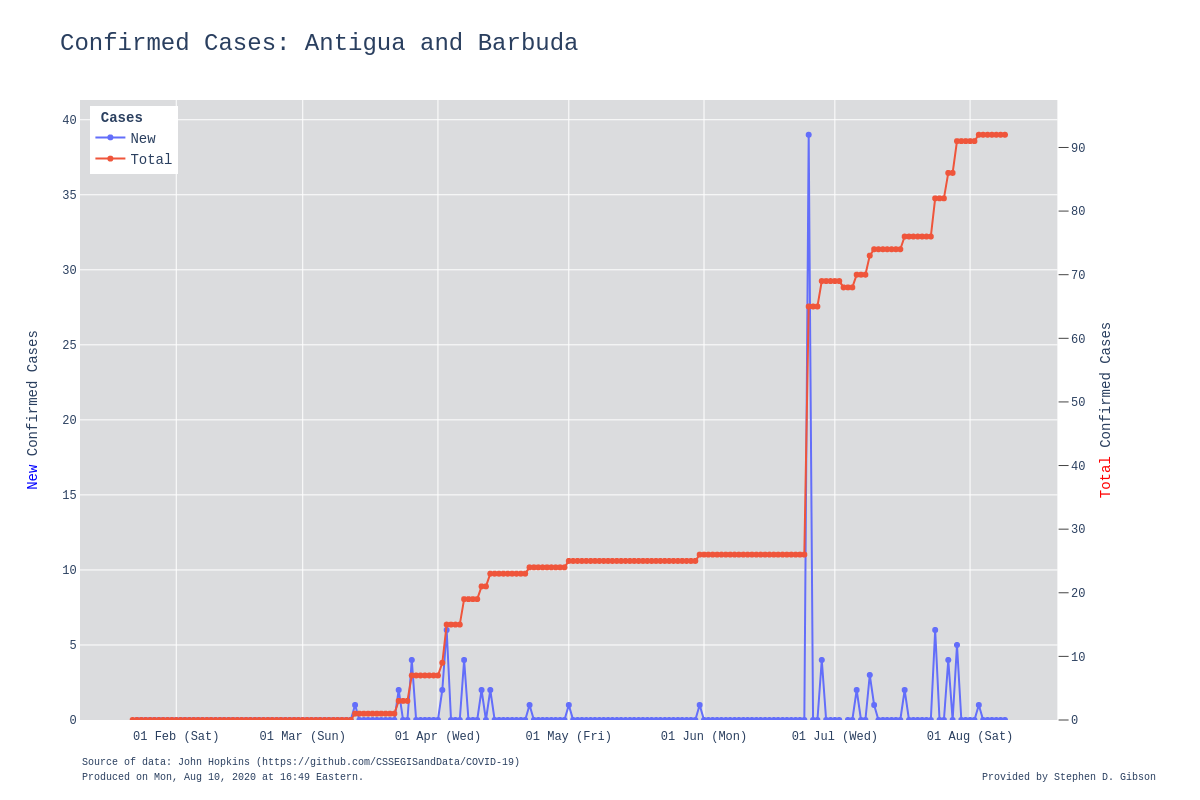 Confirmed Cases: Antigua and Barbuda
Cases
New
Total
40
35
30
25
20
15
10
5
0
90
80
70
60
50
40
30
20
10
0
New Confirmed Cases
Total Confirmed Cases
01 Feb (Sat)
01 Mar (Sun)
01 Apr (Wed)
01 May (Fri)
01 Jun (Mon)
01 Jul (Wed)
01 Aug (Sat)
Source of data: John Hopkins (https://github.com/CSSEGISandData/COVID-19)
Produced on Mon, Aug 10, 2020 at 16:49 Eastern.
Provided by Stephen D. Gibson